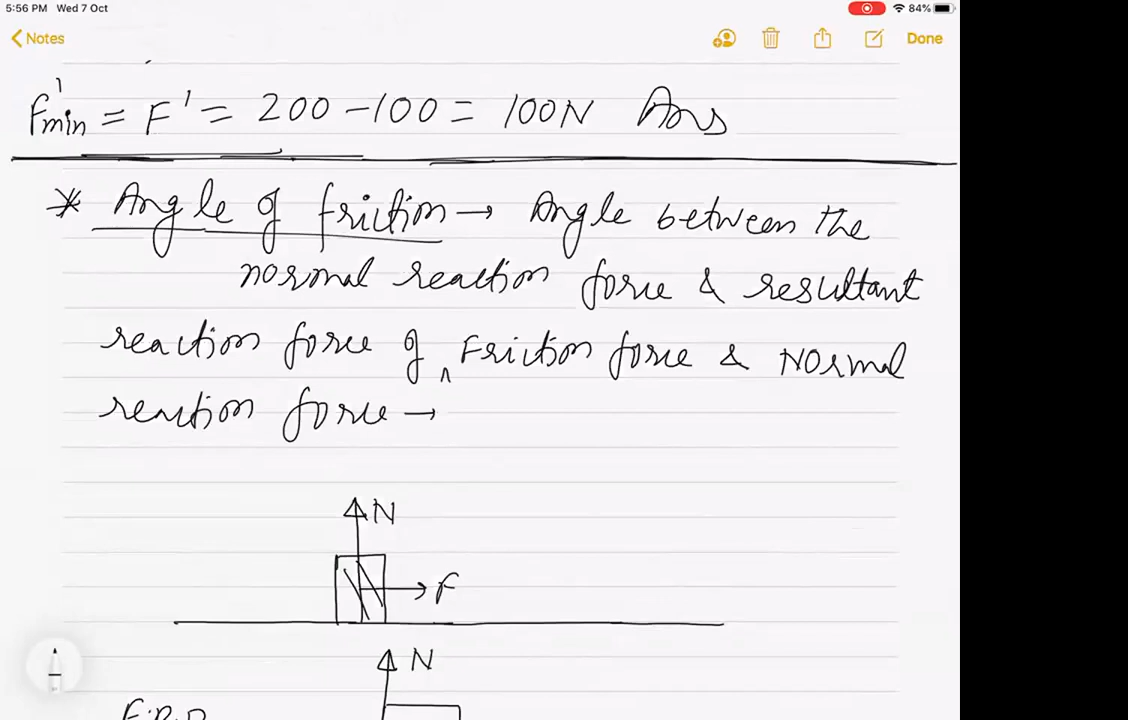 5:56 PM Wed 7 Oct
84%
Notes
Done
F'min = F' = 200 - 100 = 100N Ans
* Angle of friction → Angle between the
normal reaction force & resultant
reaction force of ^ Friction force & Normal
reaction force →
N
F
N
F.B.D